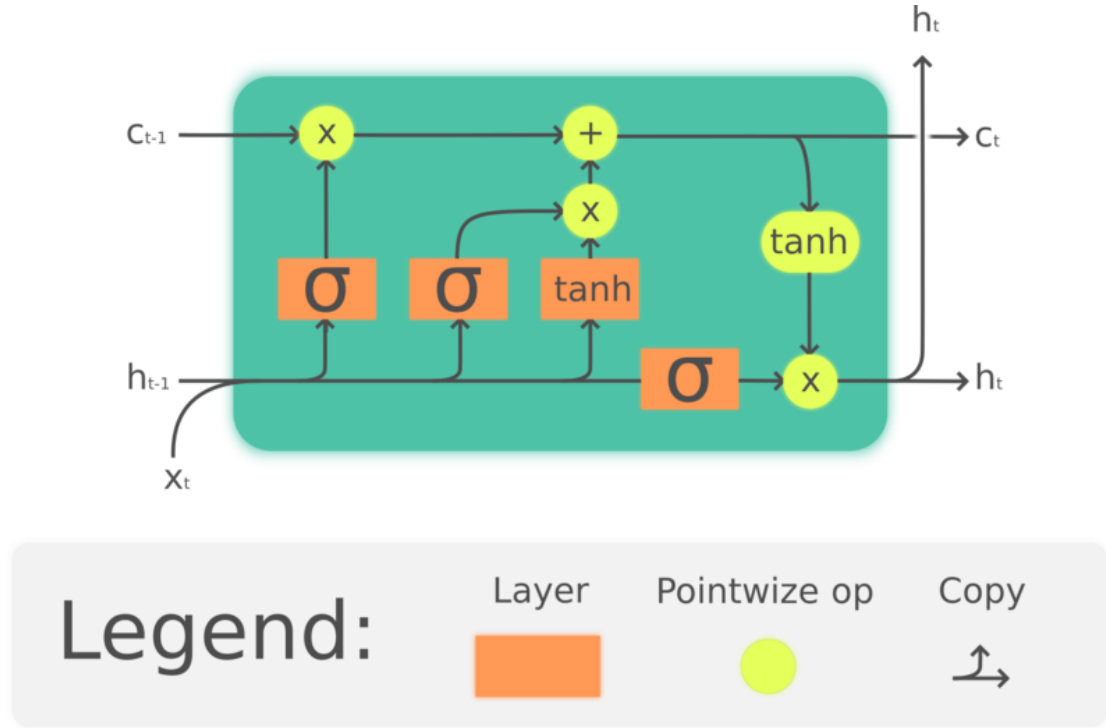 hₜ
cₜ₋₁ x + cₜ
x
tanh
σ σ tanh
hₜ₋₁ σ x hₜ
xₜ
Layer Pointwize op Copy
Legend: